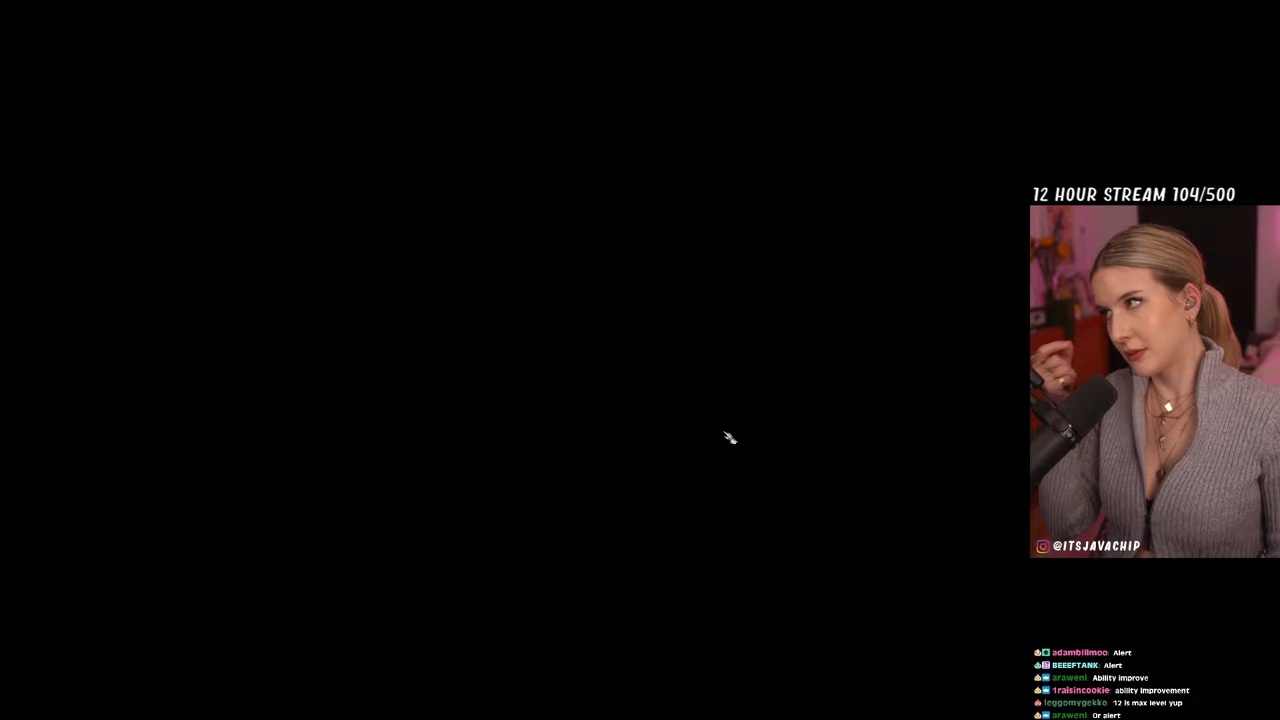 12 HOUR STREAM 104/500
@ITSJAVACHIP
adambillmoo: Alert
BEEEFTANK: Alert
araweni: Ability improve
1raisincookie: ability improvement
leggomygekko: 12 is max level yup
araweni: Or alert